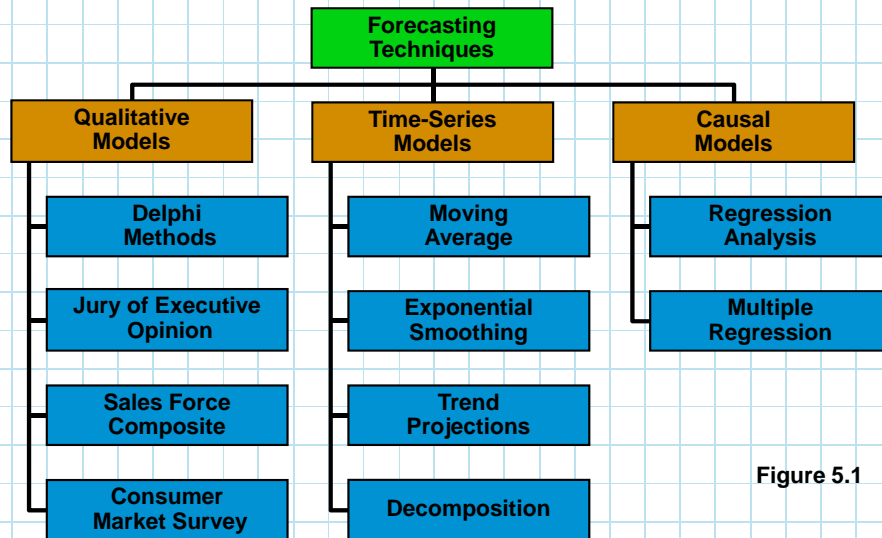 Forecasting
Techniques
Qualitative
Models
Time-Series
Models
Causal
Models
Delphi
Methods
Moving
Average
Regression
Analysis
Jury of Executive
Opinion
Exponential
Smoothing
Multiple
Regression
Sales Force
Composite
Trend
Projections
Figure 5.1
Consumer
Market Survey
Decomposition